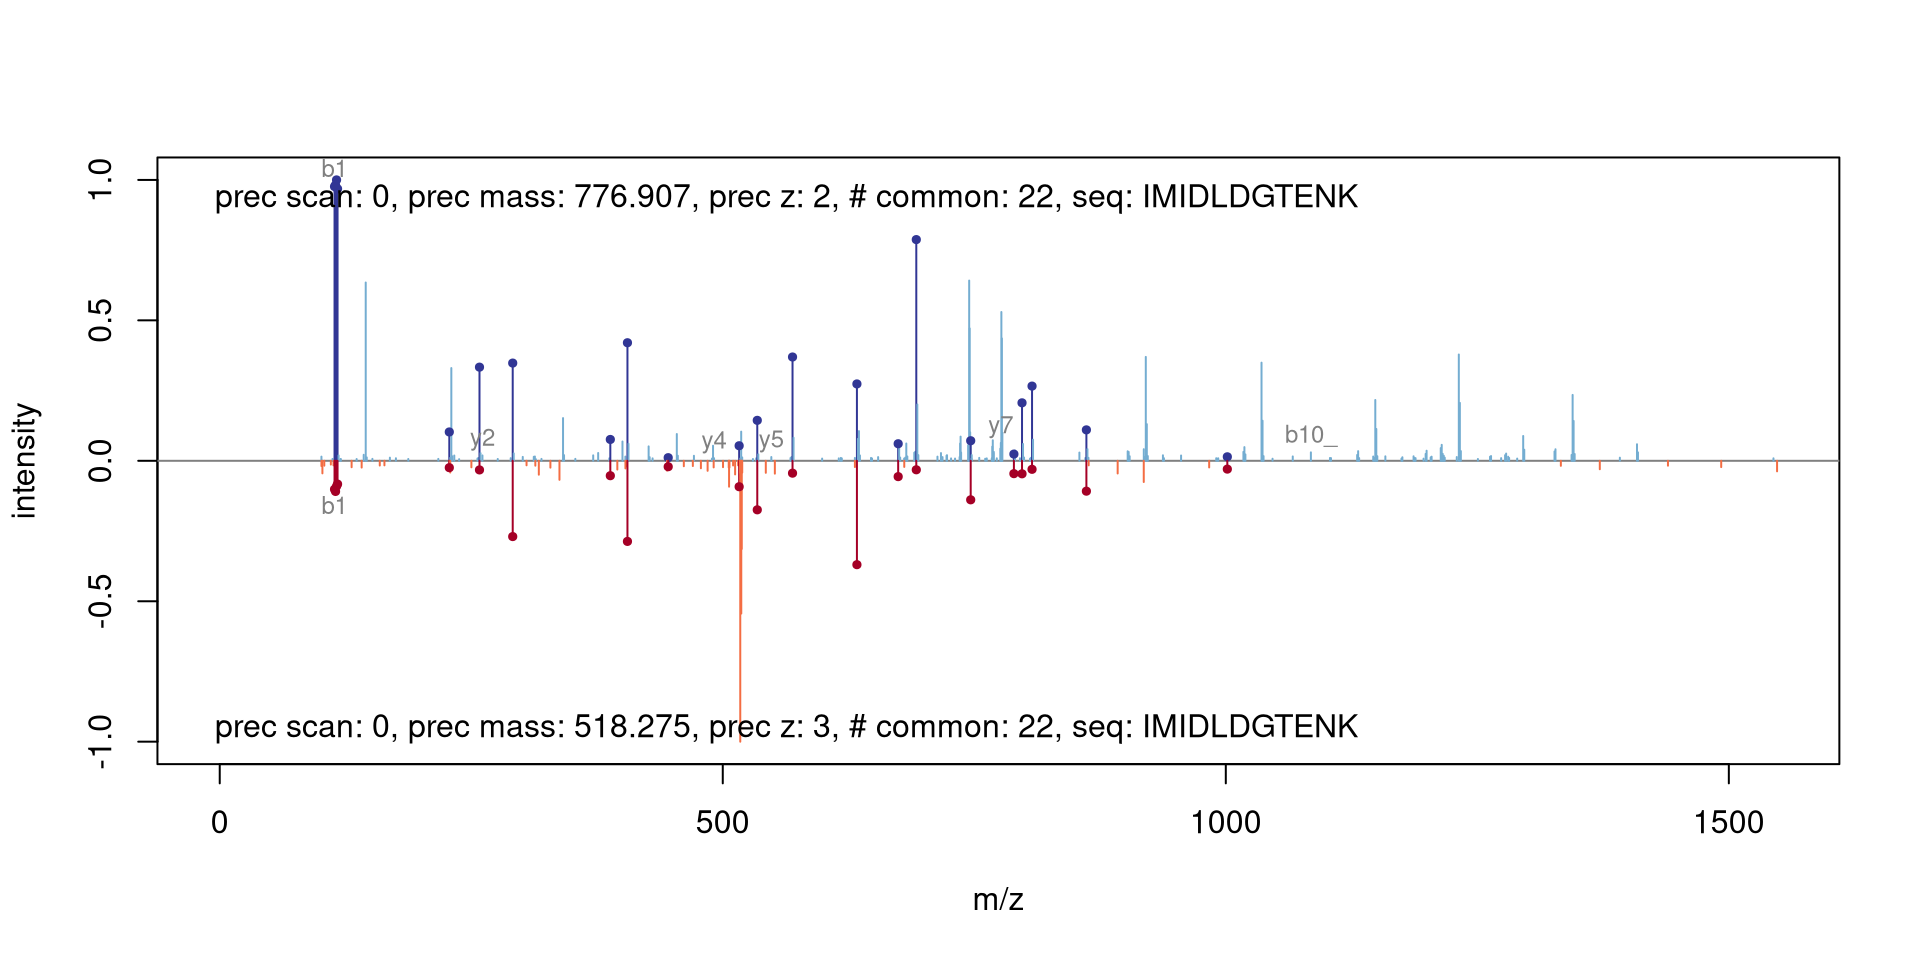 b1
prec scan: 0, prec mass: 776.907, prec z: 2, # common: 22, seq: IMIDLDGTENK
1.0
0.5
0.0
-0.5
-1.0
intensity
y2
y4
y5
y7
b10_
b1
prec scan: 0, prec mass: 518.275, prec z: 3, # common: 22, seq: IMIDLDGTENK
0 500 1000 1500
m/z